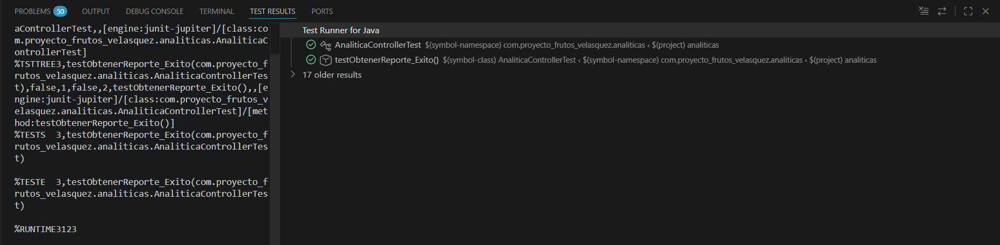 PROBLEMS 50 OUTPUT DEBUG CONSOLE TERMINAL TEST RESULTS PORTS
aControllerTest,,[engine:junit-jupiter]/[class:co
m.proyecto_frutos_velasquez.analiticas.AnaliticaC
ontrollerTest]
%TSTTREE3,testObtenerReporte_Exito(com.proyecto_f
rutos_velasquez.analiticas.AnaliticaControllerTes
t),false,1,false,2,testObtenerReporte_Exito(),,[e
ngine:junit-jupiter]/[class:com.proyecto_frutos_v
elasquez.analiticas.AnaliticaControllerTest]/[met
hod:testObtenerReporte_Exito()]
%TESTS  3,testObtenerReporte_Exito(com.proyecto_f
rutos_velasquez.analiticas.AnaliticaControllerTes
t)
%TESTE  3,testObtenerReporte_Exito(com.proyecto_f
rutos_velasquez.analiticas.AnaliticaControllerTes
t)
%RUNTIME3123
Test Runner for Java
AnaliticaControllerTest $(symbol-namespace) com.proyecto_frutos_velasquez.analiticas ‹ $(project) analiticas
testObtenerReporte_Exito() $(symbol-class) AnaliticaControllerTest ‹ $(symbol-namespace) com.proyecto_frutos_velasquez.analiticas ‹ $(project) analiticas
17 older results